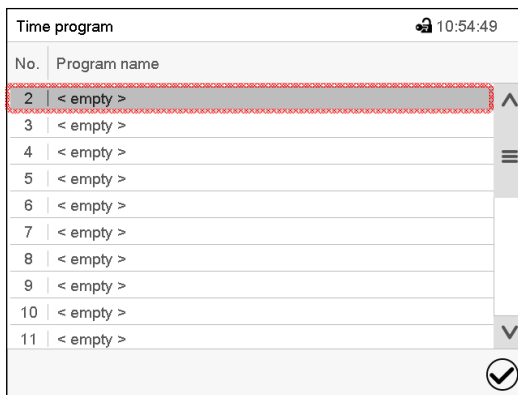 Time program 10:54:49
No. Program name
2 < empty >
3 < empty >
4 < empty >
5 < empty >
6 < empty >
7 < empty >
8 < empty >
9 < empty >
10 < empty >
11 < empty >